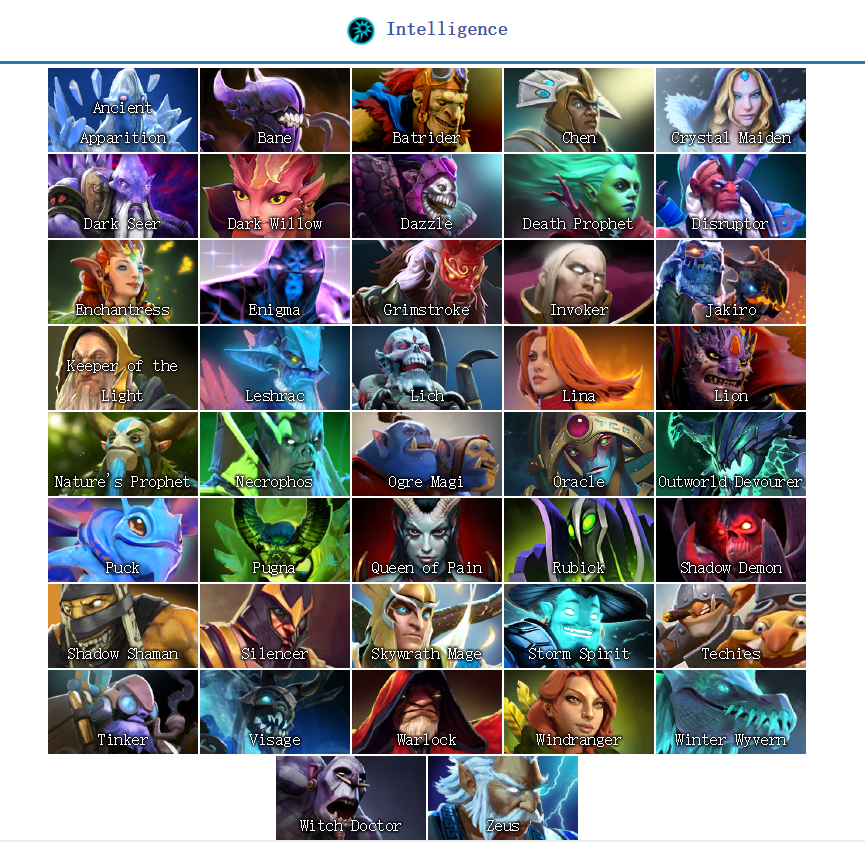 Intelligence
Ancient
Apparition
Bane
Batrider
Chen
Crystal Maiden
Dark Seer
Dark Willow
Dazzle
Death Prophet
Disruptor
Enchantress
Enigma
Grimstroke
Invoker
Jakiro
Keeper of the
Light
Leshrac
Lich
Lina
Lion
Nature's Prophet
Necrophos
Ogre Magi
Oracle
Outworld Devourer
Puck
Pugna
Queen of Pain
Rubick
Shadow Demon
Shadow Shaman
Silencer
Skywrath Mage
Storm Spirit
Techies
Tinker
Visage
Warlock
Windranger
Winter Wyvern
Witch Doctor
Zeus